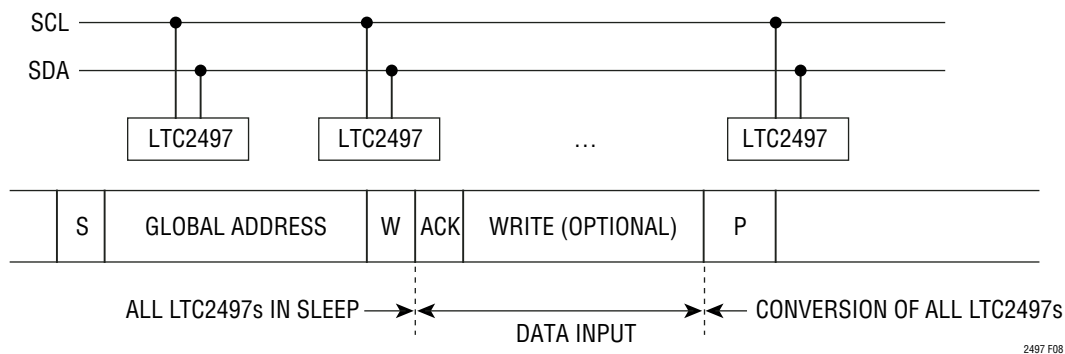 SCL
SDA
LTC2497 LTC2497 ... LTC2497
S GLOBAL ADDRESS W ACK WRITE (OPTIONAL) P
ALL LTC2497s IN SLEEP CONVERSION OF ALL LTC2497s
DATA INPUT
2497 F08